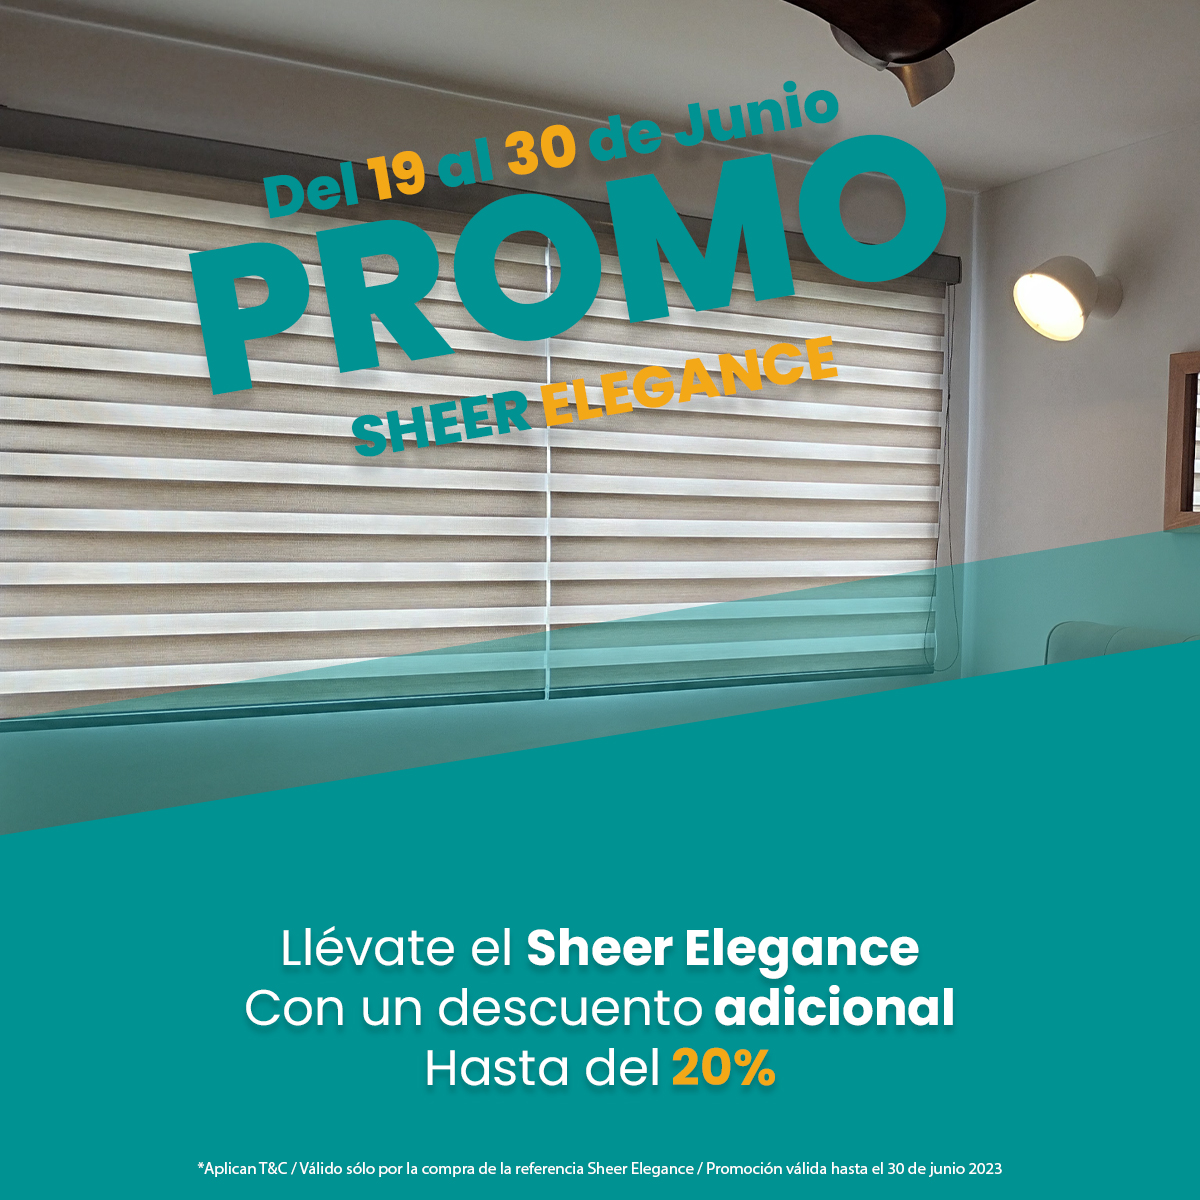 Del 19 al 30 de Junio
PROMO
SHEER ELEGANCE
Llévate el Sheer Elegance
Con un descuento adicional
Hasta del 20%
*Aplican T&C / Válido sólo por la compra de la referencia Sheer Elegance / Promoción válida hasta el 30 de junio 2023